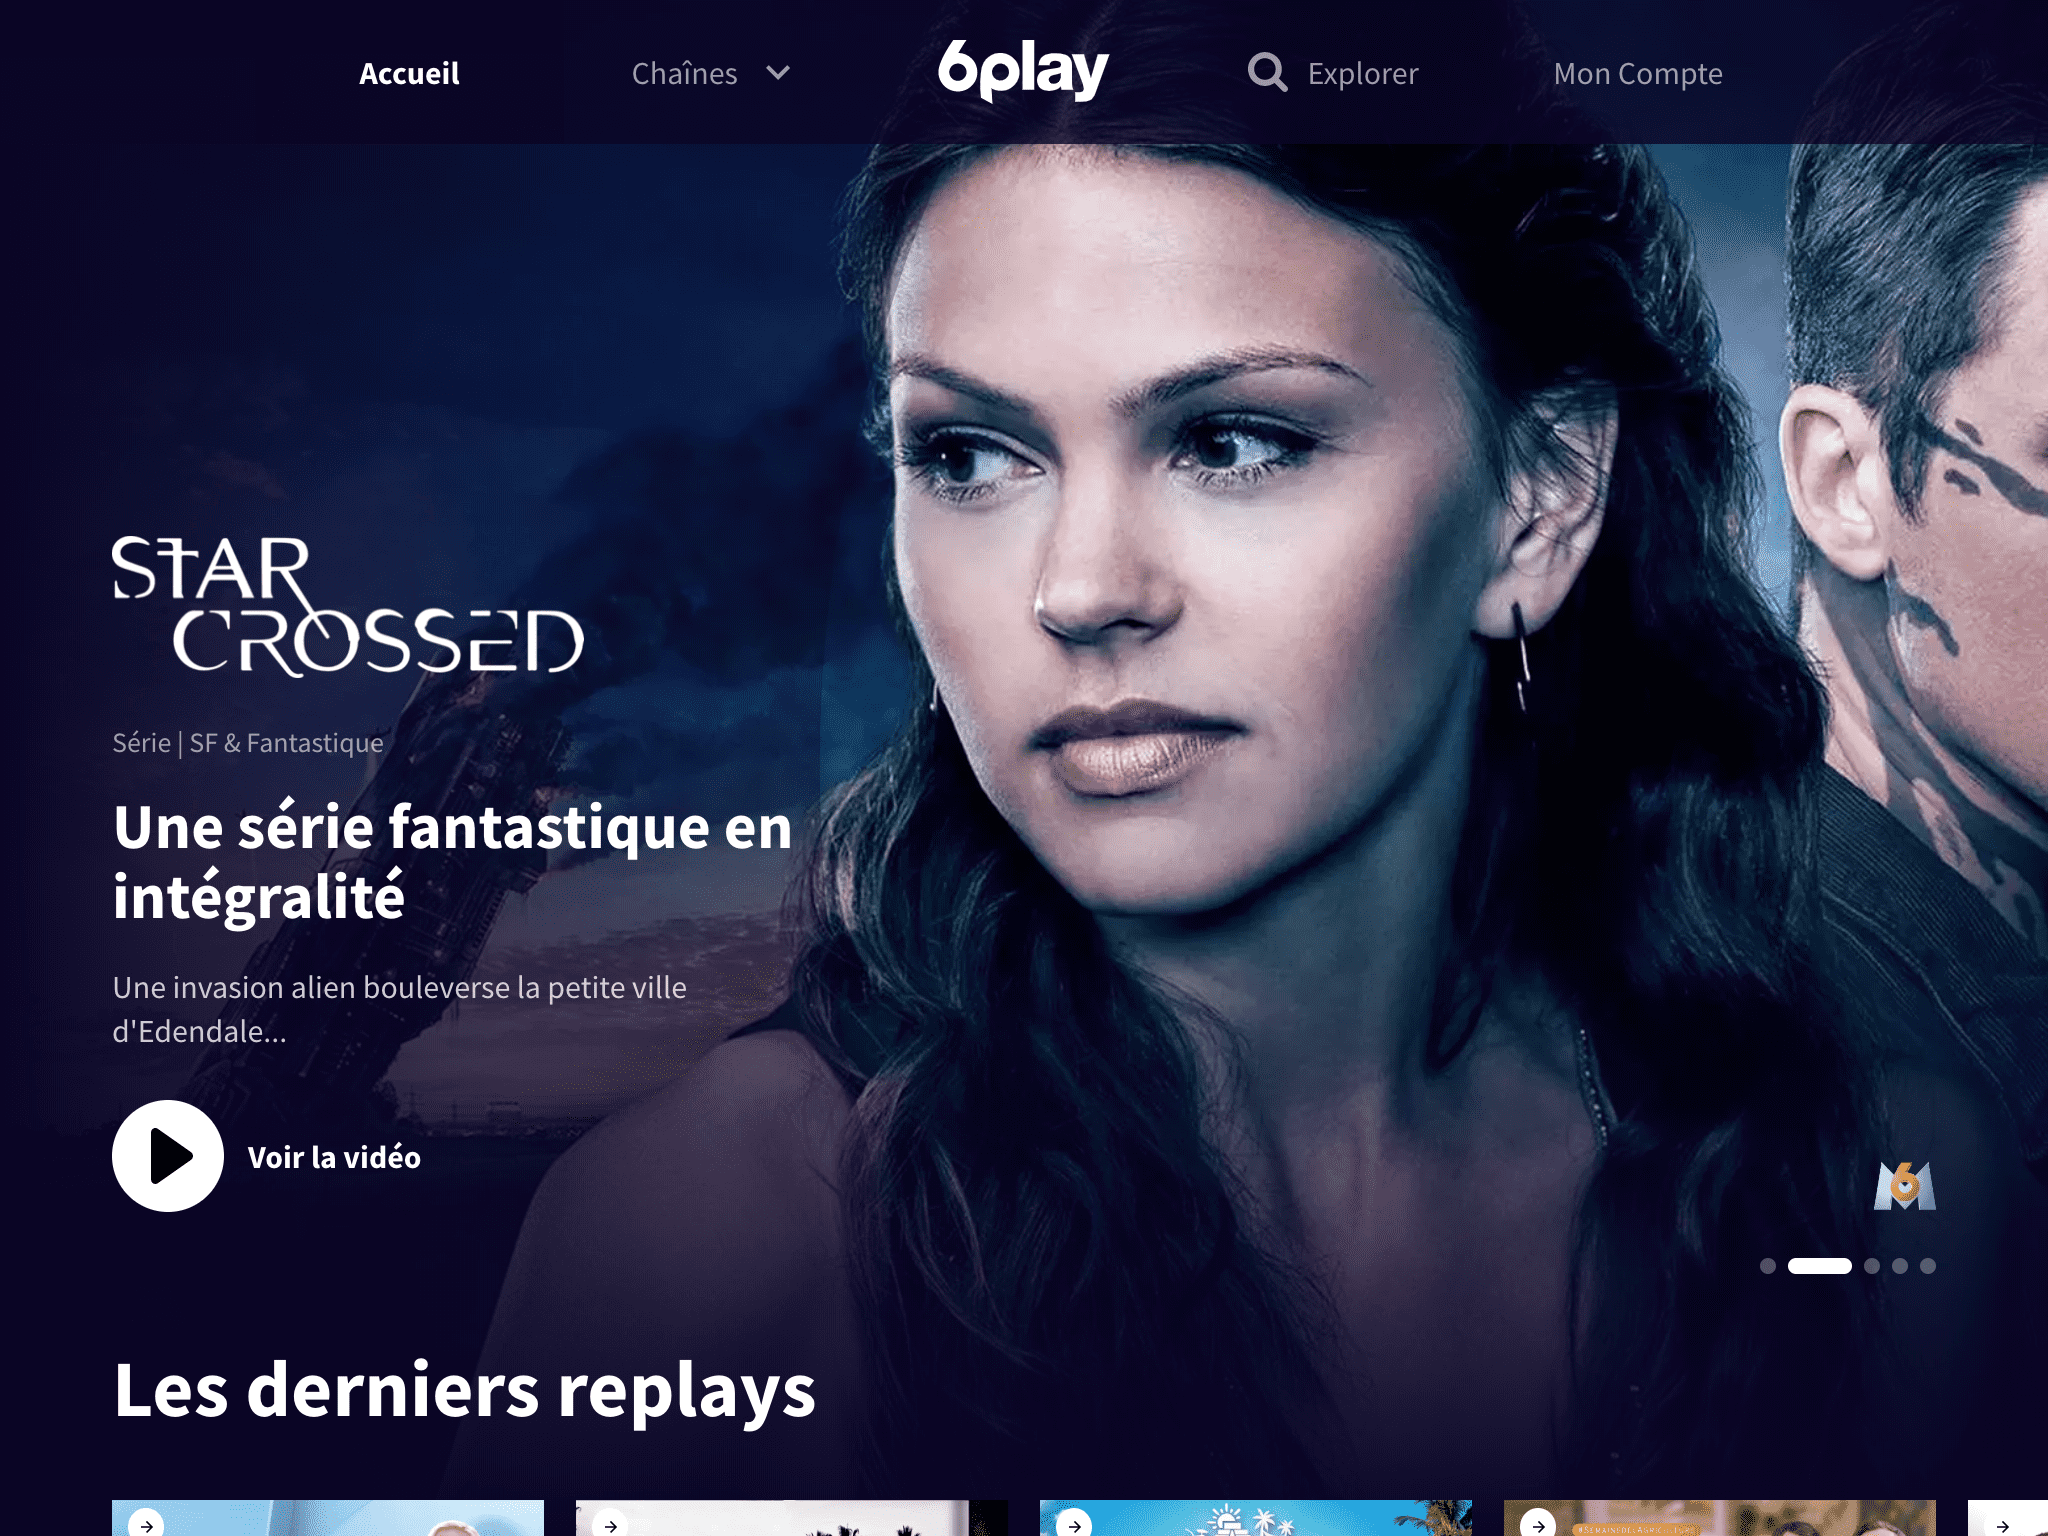 Accueil
Chaînes
6play
Explorer
Mon Compte
STAR
CROSSED
Série | SF & Fantastique
Une série fantastique en
intégralité
Une invasion alien bouleverse la petite ville
d'Edendale...
Voir la vidéo
M6
Les derniers replays